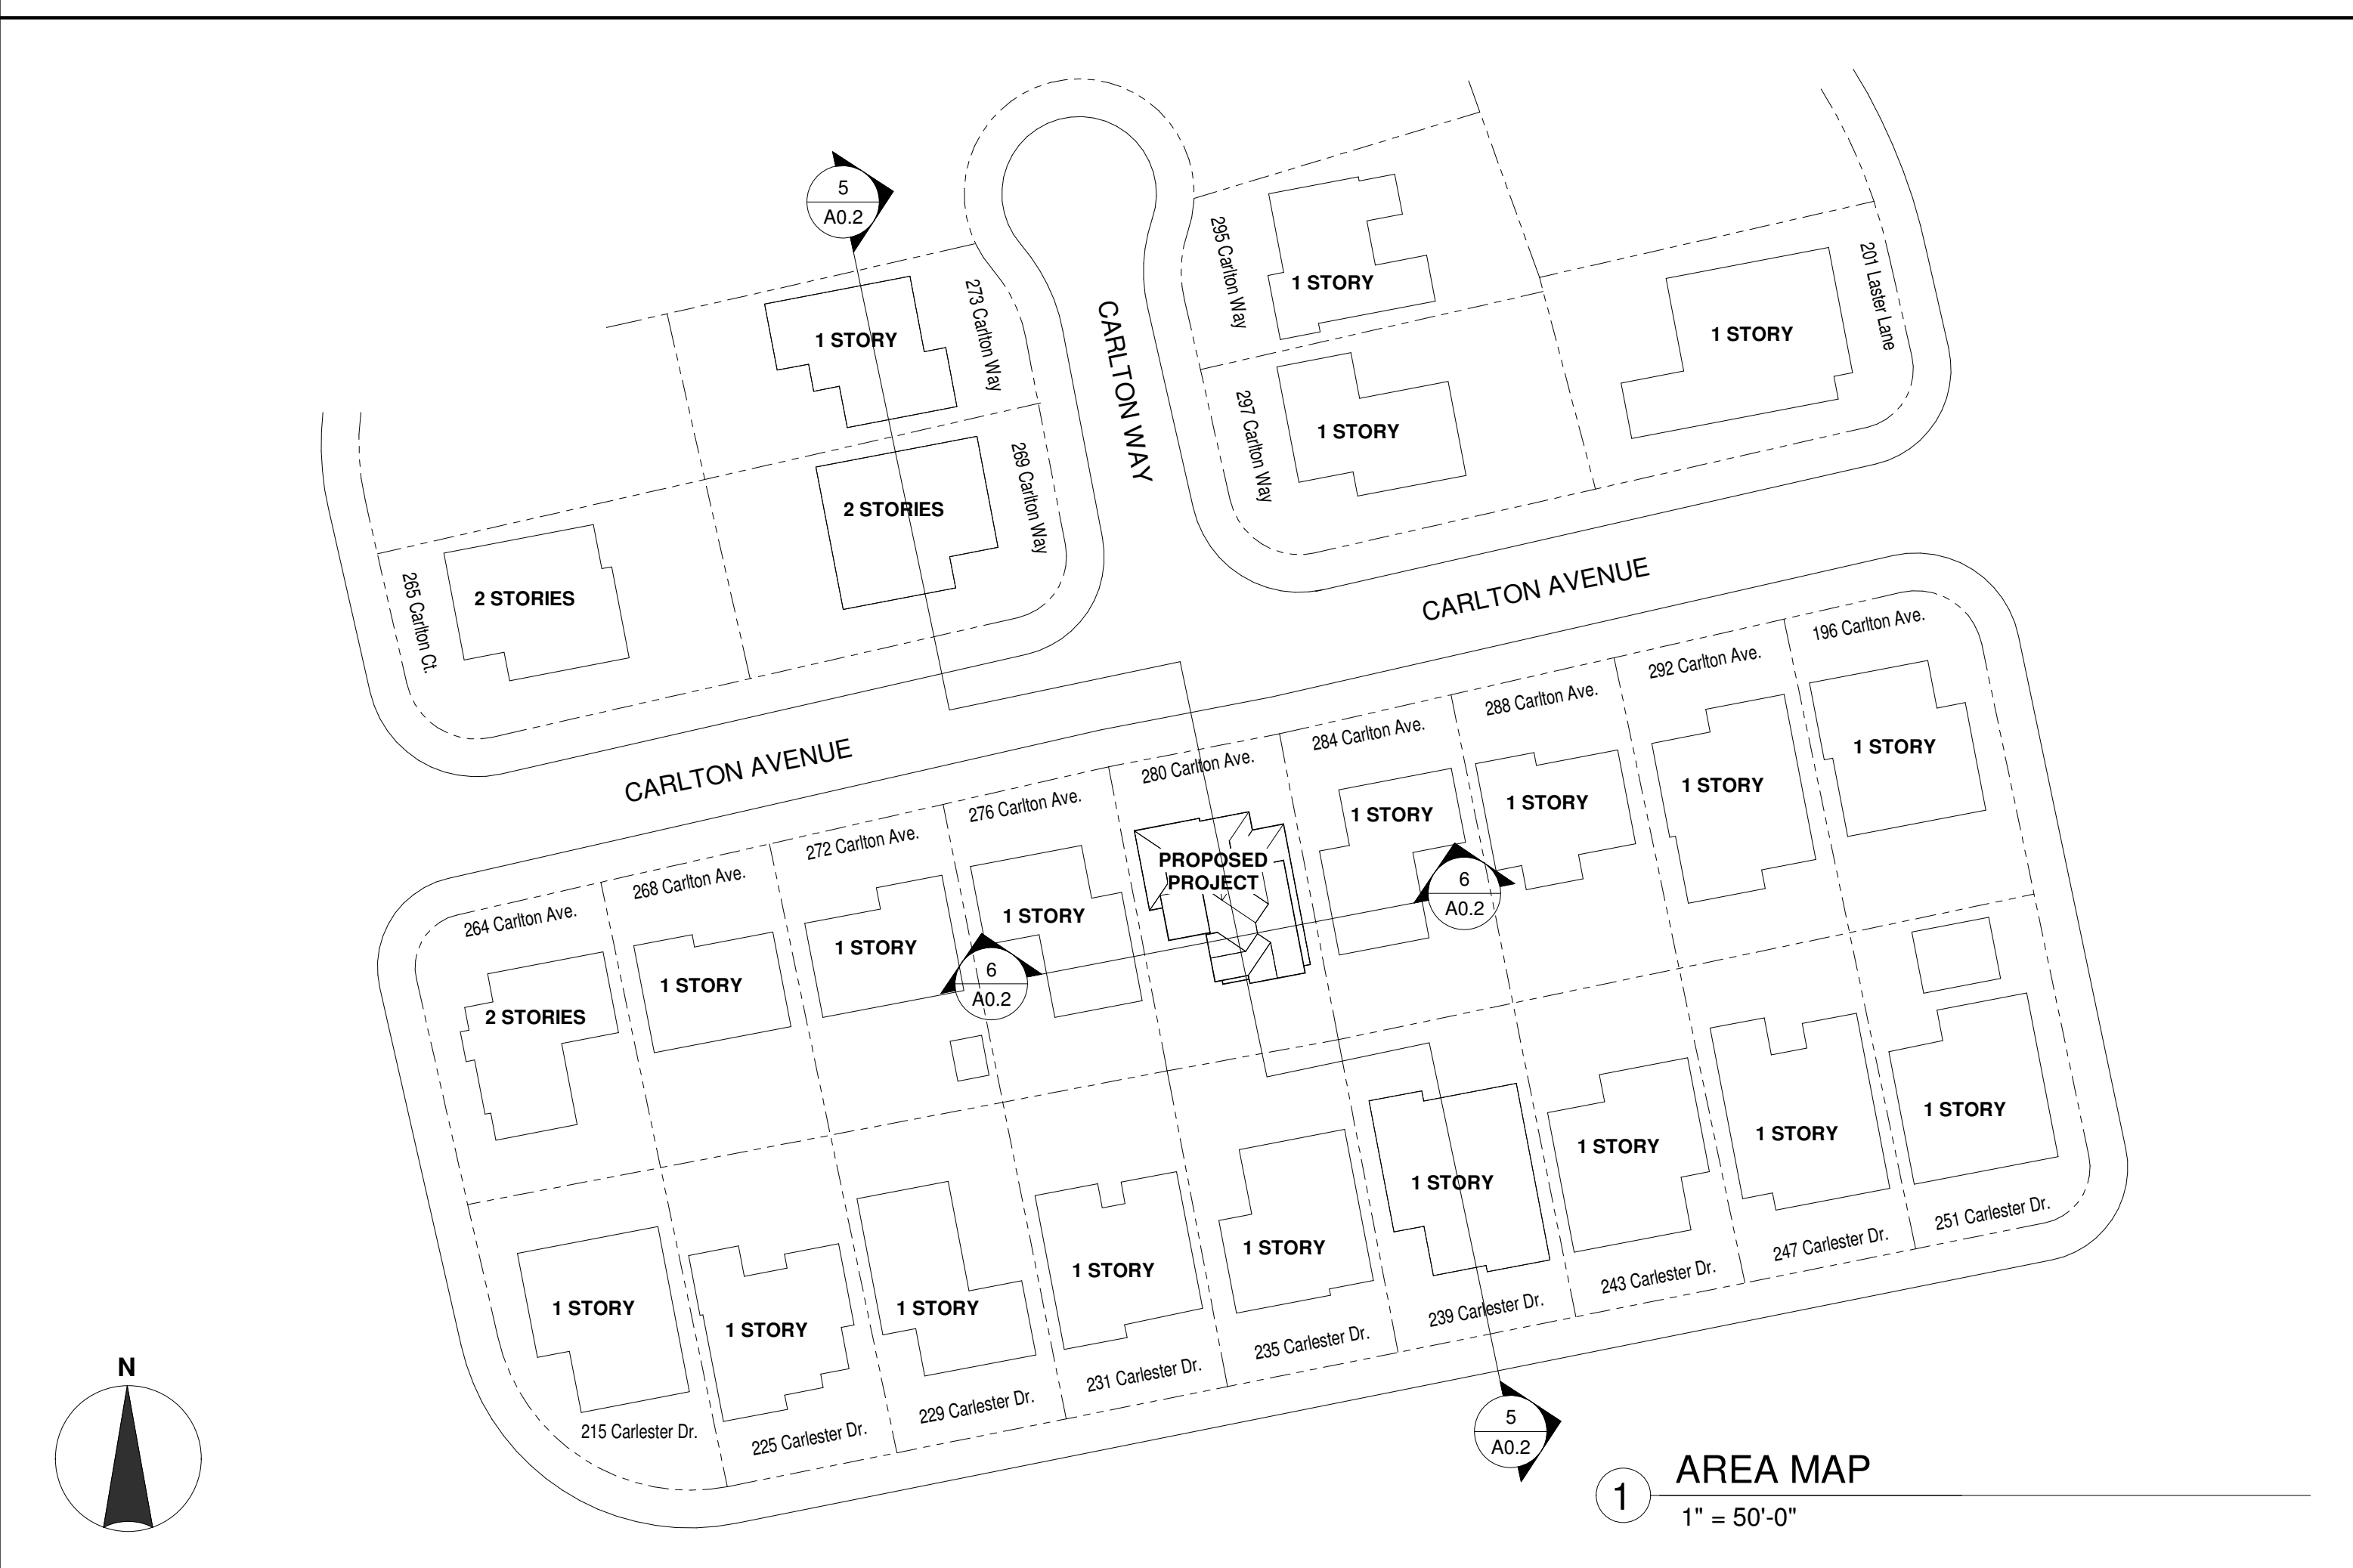 5
A0.2
295 Carlton Way
1 STORY
201 Laster Lane
1 STORY
273 Carlton Way
1 STORY
CARLTON WAY
297 Carlton Way
1 STORY
269 Carlton Way
2 STORIES
265 Carlton Ct.
2 STORIES
CARLTON AVENUE
CARLTON AVENUE
196 Carlton Ave.
292 Carlton Ave.
288 Carlton Ave.
284 Carlton Ave.
280 Carlton Ave.
276 Carlton Ave.
272 Carlton Ave.
268 Carlton Ave.
264 Carlton Ave.
1 STORY
1 STORY
1 STORY
1 STORY
PROPOSED
PROJECT
1 STORY
1 STORY
1 STORY
2 STORIES
6
A0.2
6
A0.2
1 STORY
1 STORY
1 STORY
1 STORY
1 STORY
1 STORY
1 STORY
1 STORY
1 STORY
251 Carlester Dr.
247 Carlester Dr.
243 Carlester Dr.
239 Carlester Dr.
235 Carlester Dr.
231 Carlester Dr.
229 Carlester Dr.
225 Carlester Dr.
215 Carlester Dr.
N
5
A0.2
1
AREA MAP
1" = 50'-0"